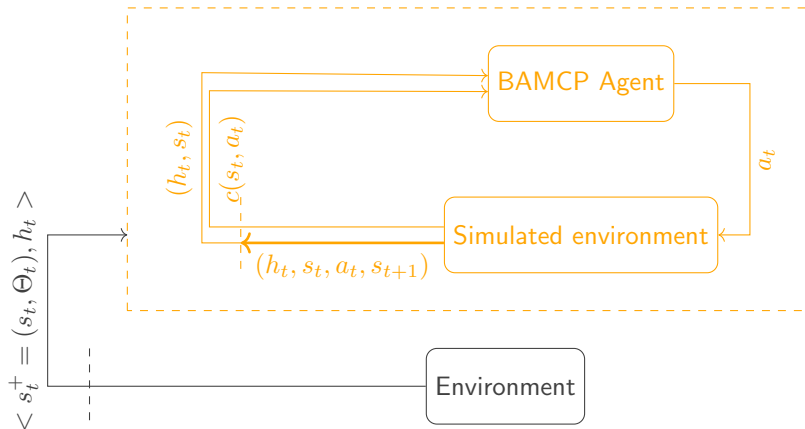 BAMCP Agent
(h_t, s_t)
c(s_t, a_t)
a_t
Simulated environment
(h_t, s_t, a_t, s_{t+1})
< s_t^+ = (s_t, Θ_t), h_t >
Environment